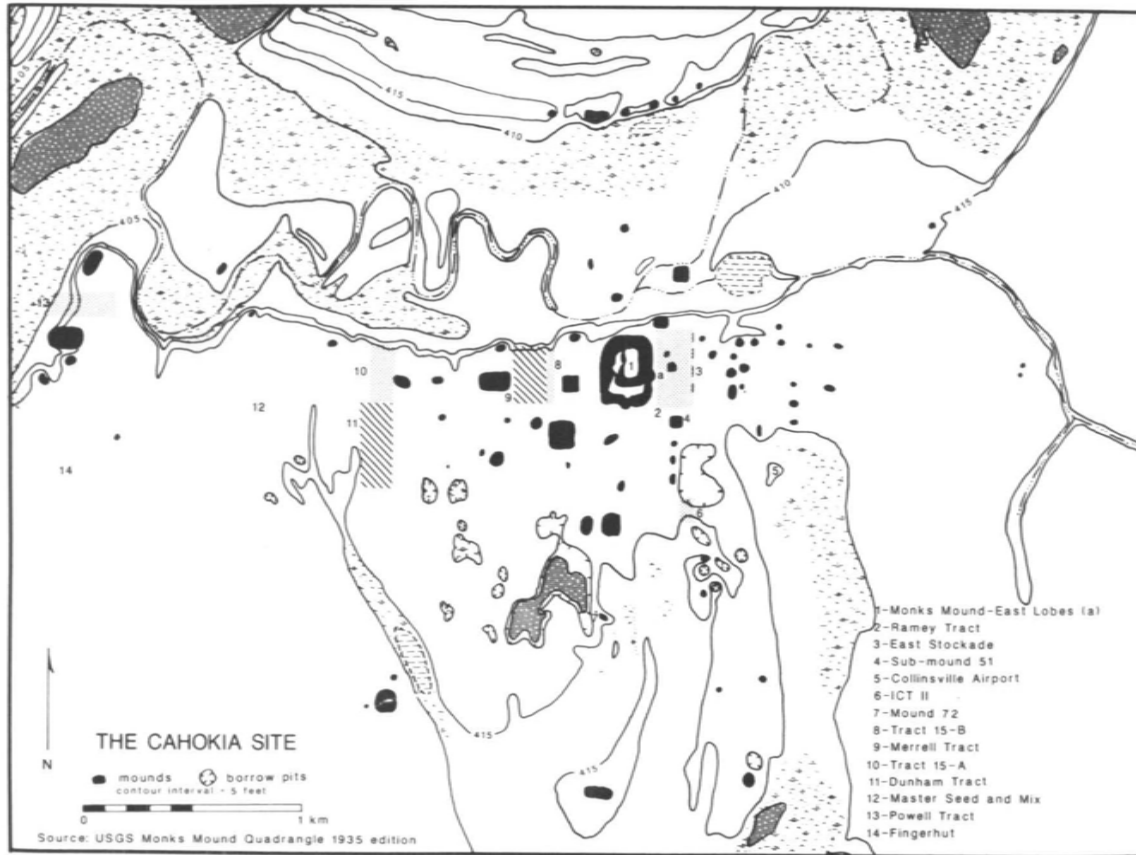 405
415
410
410
415
405
13
1
a
10
8
3
9
12
2
4
11
14
5
6
7
415
415
1-Monks Mound-East Lobes (a)
2-Ramey Tract
3-East Stockade
4-Sub-mound 51
5-Collinsville Airport
6-ICT II
7-Mound 72
8-Tract 15-B
9-Merrell Tract
10-Tract 15-A
11-Dunham Tract
12-Master Seed and Mix
13-Powell Tract
14-Fingerhut
N
THE CAHOKIA SITE
mounds borrow pits
contour interval - 5 feet
0 1 km
Source: USGS Monks Mound Quadrangle 1935 edition